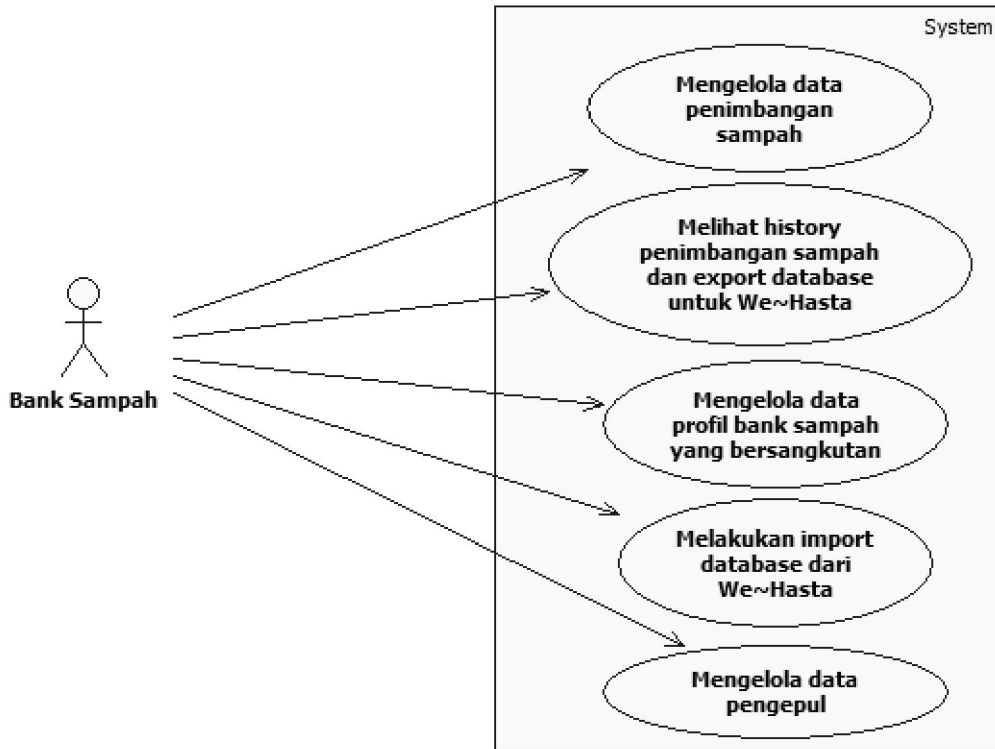 System
Mengelola data
penimbangan
sampah
Melihat history
penimbangan sampah
dan export database
untuk We~Hasta
Bank Sampah
Mengelola data
profil bank sampah
yang bersangkutan
Melakukan import
database dari
We~Hasta
Mengelola data
pengepul